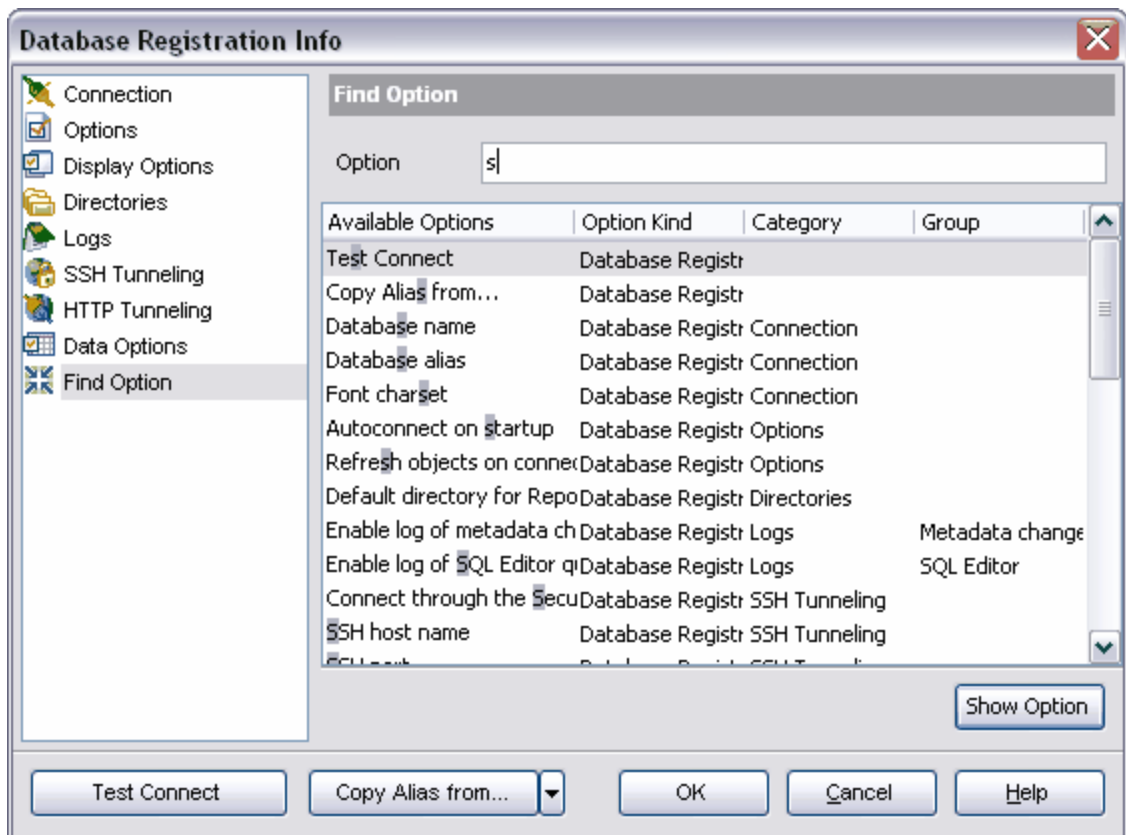 Database Registration Info
Connection
Options
Display Options
Directories
Logs
SSH Tunneling
HTTP Tunneling
Data Options
Find Option
Find Option
Option s
Available Options Option Kind Category Group
Test Connect Database Registr
Copy Alias from... Database Registr
Database name Database Registr Connection
Database alias Database Registr Connection
Font charset Database Registr Connection
Autoconnect on startup Database Registr Options
Refresh objects on connec Database Registr Options
Default directory for Repo Database Registr Directories
Enable log of metadata ch Database Registr Logs Metadata change
Enable log of SQL Editor qu Database Registr Logs SQL Editor
Connect through the Secu Database Registr SSH Tunneling
SSH host name Database Registr SSH Tunneling
Show Option
Test Connect Copy Alias from... OK Cancel Help